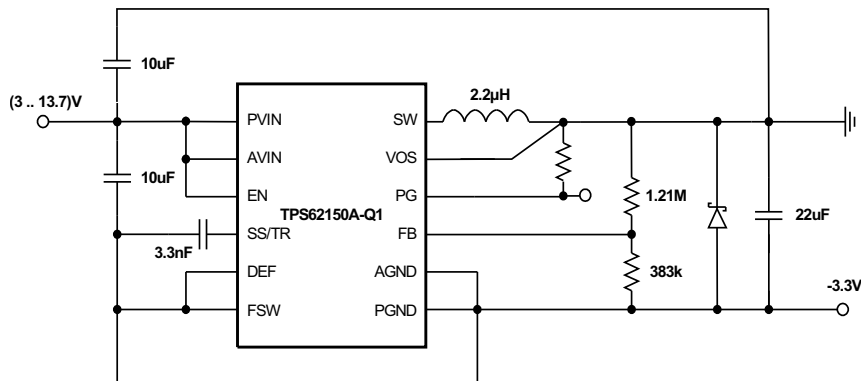 10uF
(3 .. 13.7)V
10uF
3.3nF
PVIN
AVIN
EN
SS/TR
DEF
FSW
TPS62150A-Q1
SW
VOS
PG
FB
AGND
PGND
2.2µH
1.21M
383k
22uF
-3.3V